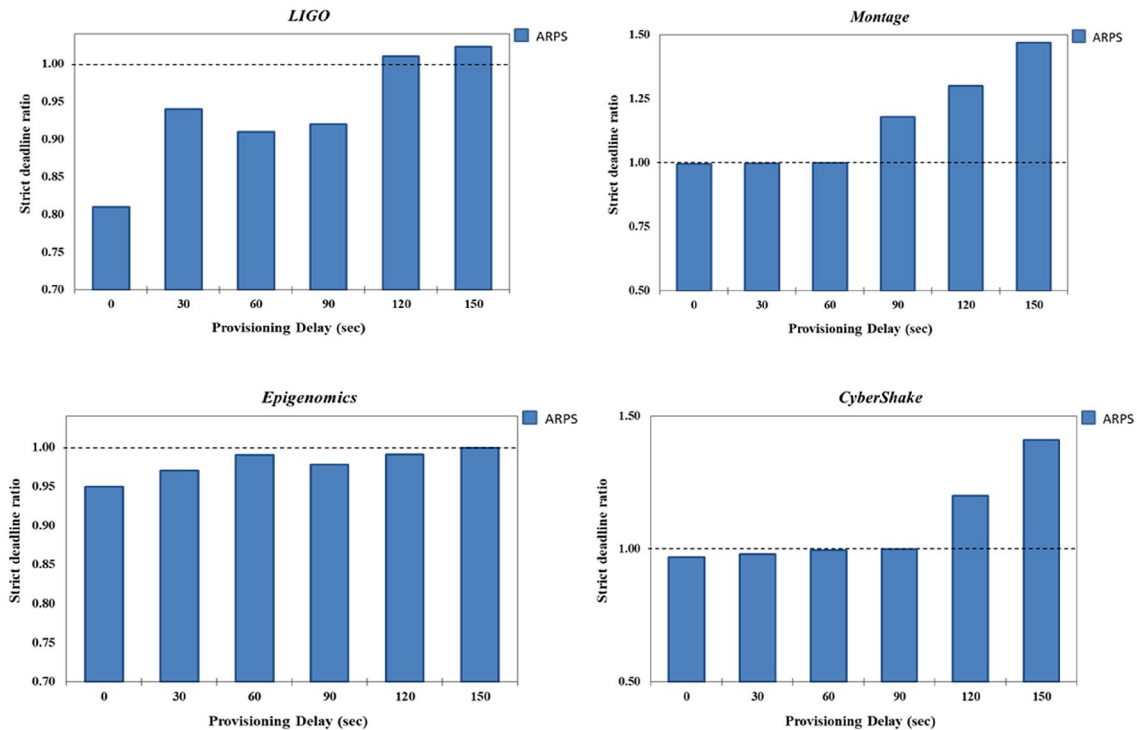 LIGO
ARPS
Strict deadline ratio
1.00
0.95
0.90
0.85
0.80
0.75
0.70
0 30 60 90 120 150
Provisioning Delay (sec)
Montage
ARPS
Strict deadline ratio
1.50
1.25
1.00
0.75
0.50
0 30 60 90 120 150
Provisioning Delay (sec)
Epigenomics
ARPS
Strict deadline ratio
1.00
0.95
0.90
0.85
0.80
0.75
0.70
0 30 60 90 120 150
Provisioning Delay (sec)
CyberShake
ARPS
Strict deadline ratio
1.50
1.00
0.50
0 30 60 90 120 150
Provisioning Delay (sec)